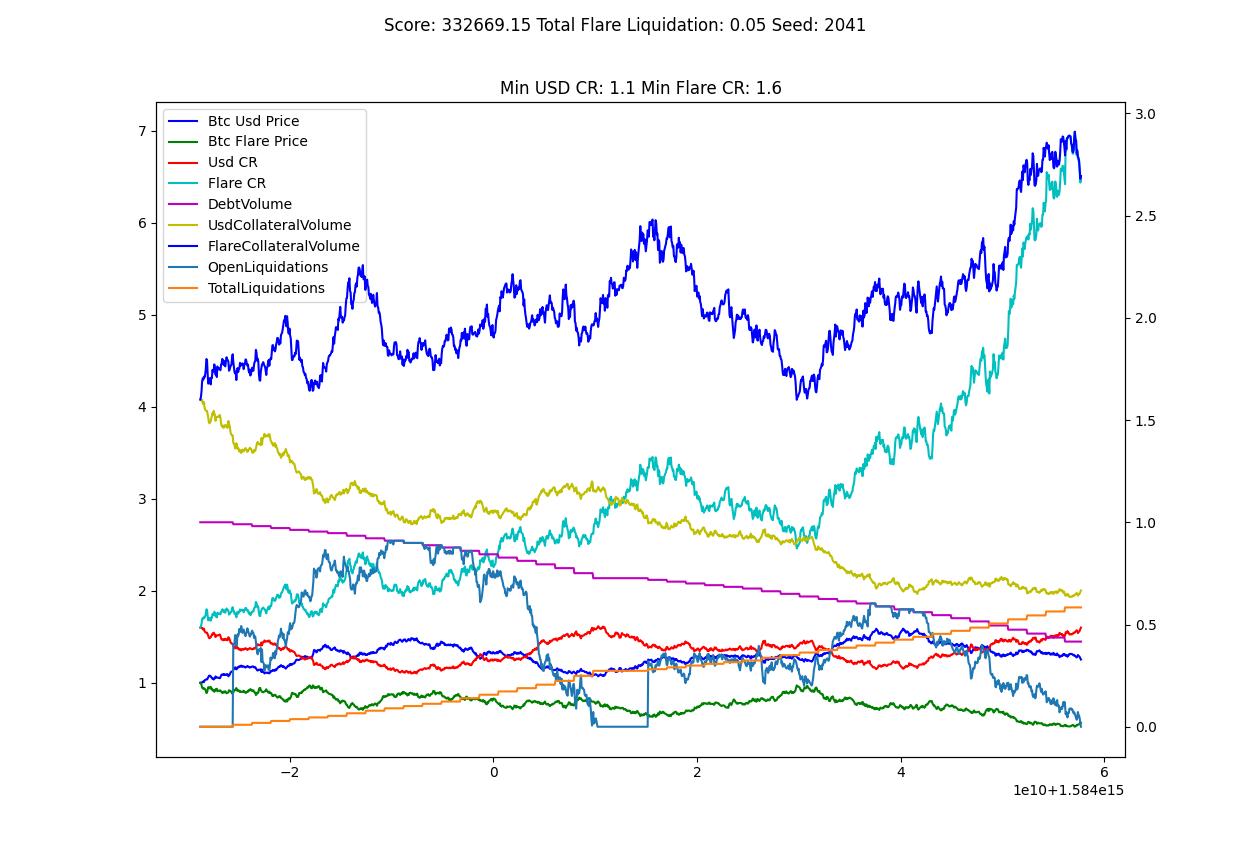 Score: 332669.15 Total Flare Liquidation: 0.05 Seed: 2041
Min USD CR: 1.1 Min Flare CR: 1.6
Btc Usd Price
Btc Flare Price
Usd CR
Flare CR
DebtVolume
UsdCollateralVolume
FlareCollateralVolume
OpenLiquidations
TotalLiquidations
7
6
5
4
3
2
1
3.0
2.5
2.0
1.5
1.0
0.5
0.0
−2 0 2 4 6
1e10+1.584e15